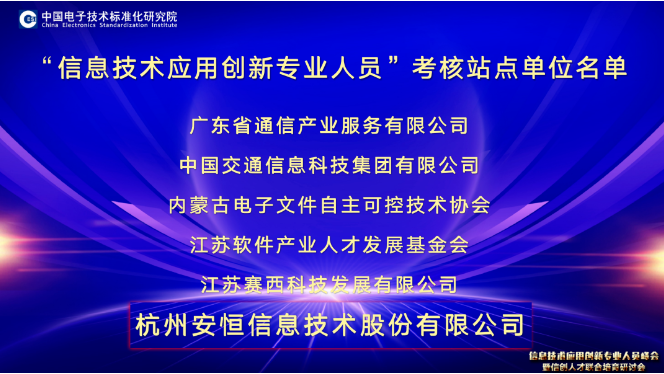 中国电子技术标准化研究院
China Electronics Standardization Institute
“信息技术应用创新专业人员”考核站点单位名单
广东省通信产业服务有限公司
中国交通信息科技集团有限公司
内蒙古电子文件自主可控技术协会
江苏软件产业人才发展基金会
江苏赛西科技发展有限公司
杭州安恒信息技术股份有限公司
信息技术应用创新专业人员峰会
暨信创人才联合培育研讨会